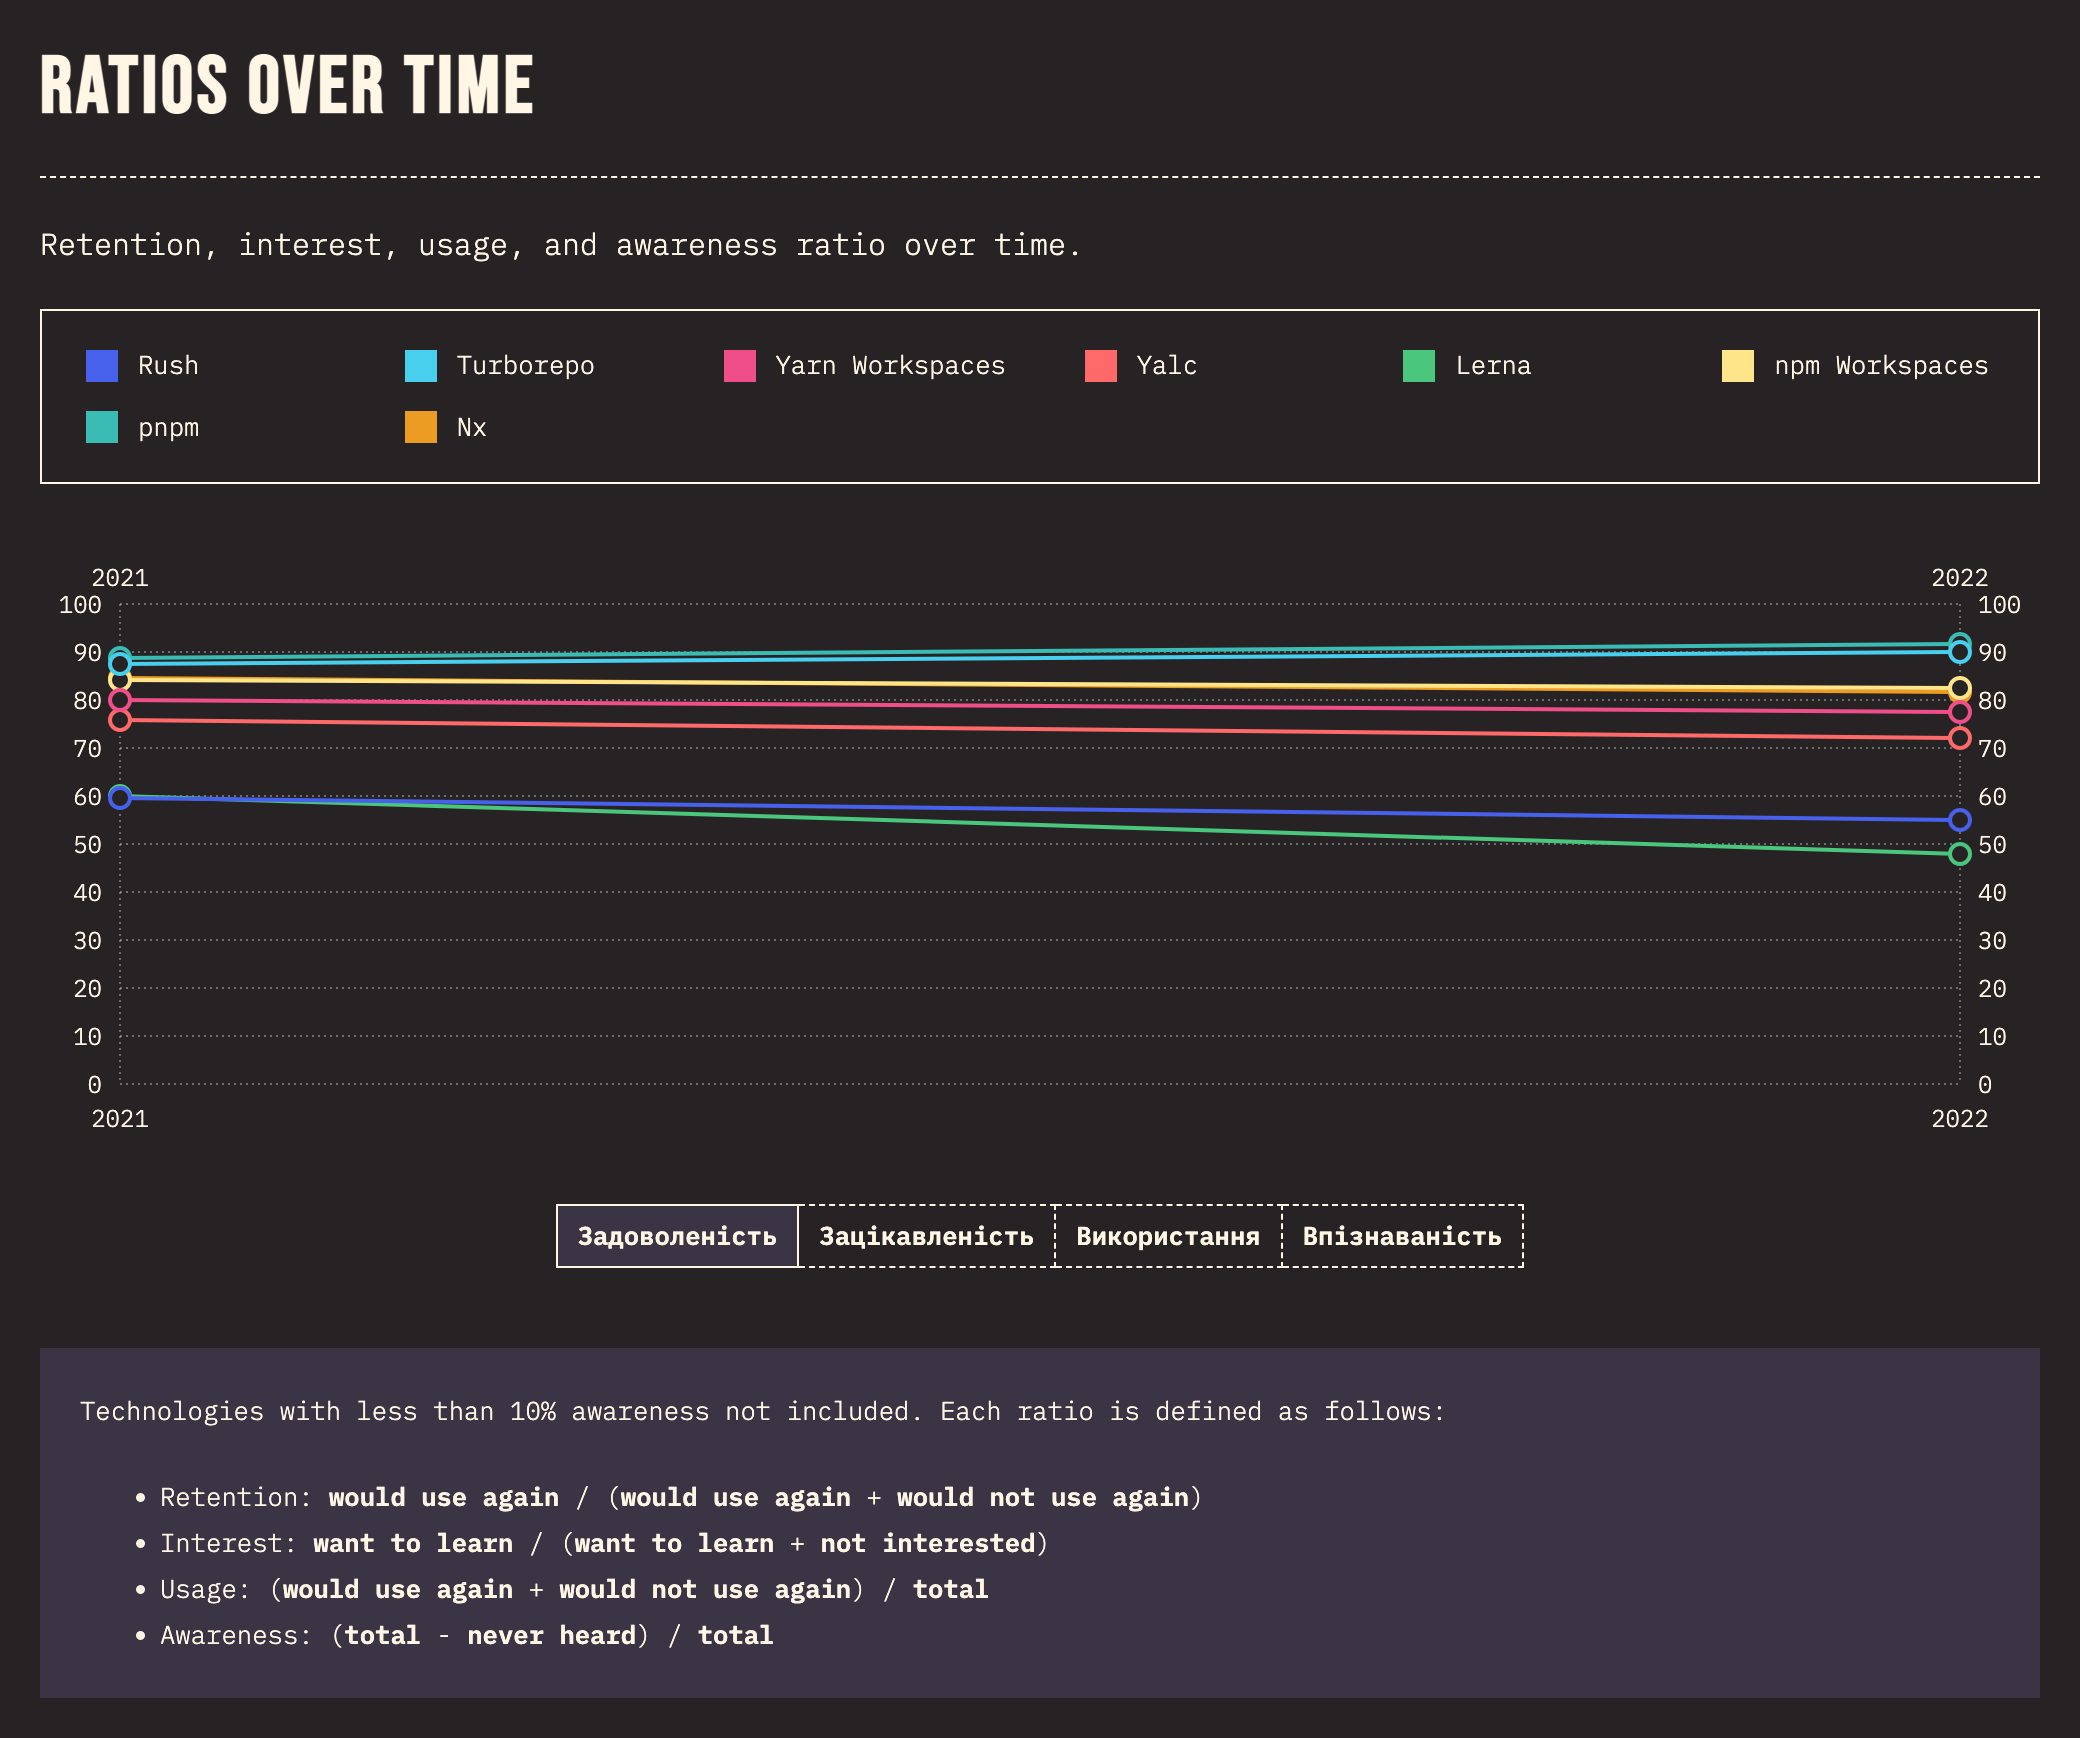 RATIOS OVER TIME
Retention, interest, usage, and awareness ratio over time.
Rush Turborepo Yarn Workspaces Yalc Lerna npm Workspaces
pnpm Nx
2021 2022
100 100
90 90
80 80
70 70
60 60
50 50
40 40
30 30
20 20
10 10
0 0
2021 2022
Задоволеність Зацікавленість Використання Впізнаваність
Technologies with less than 10% awareness not included. Each ratio is defined as follows:
• Retention: would use again / (would use again + would not use again)
• Interest: want to learn / (want to learn + not interested)
• Usage: (would use again + would not use again) / total
• Awareness: (total - never heard) / total